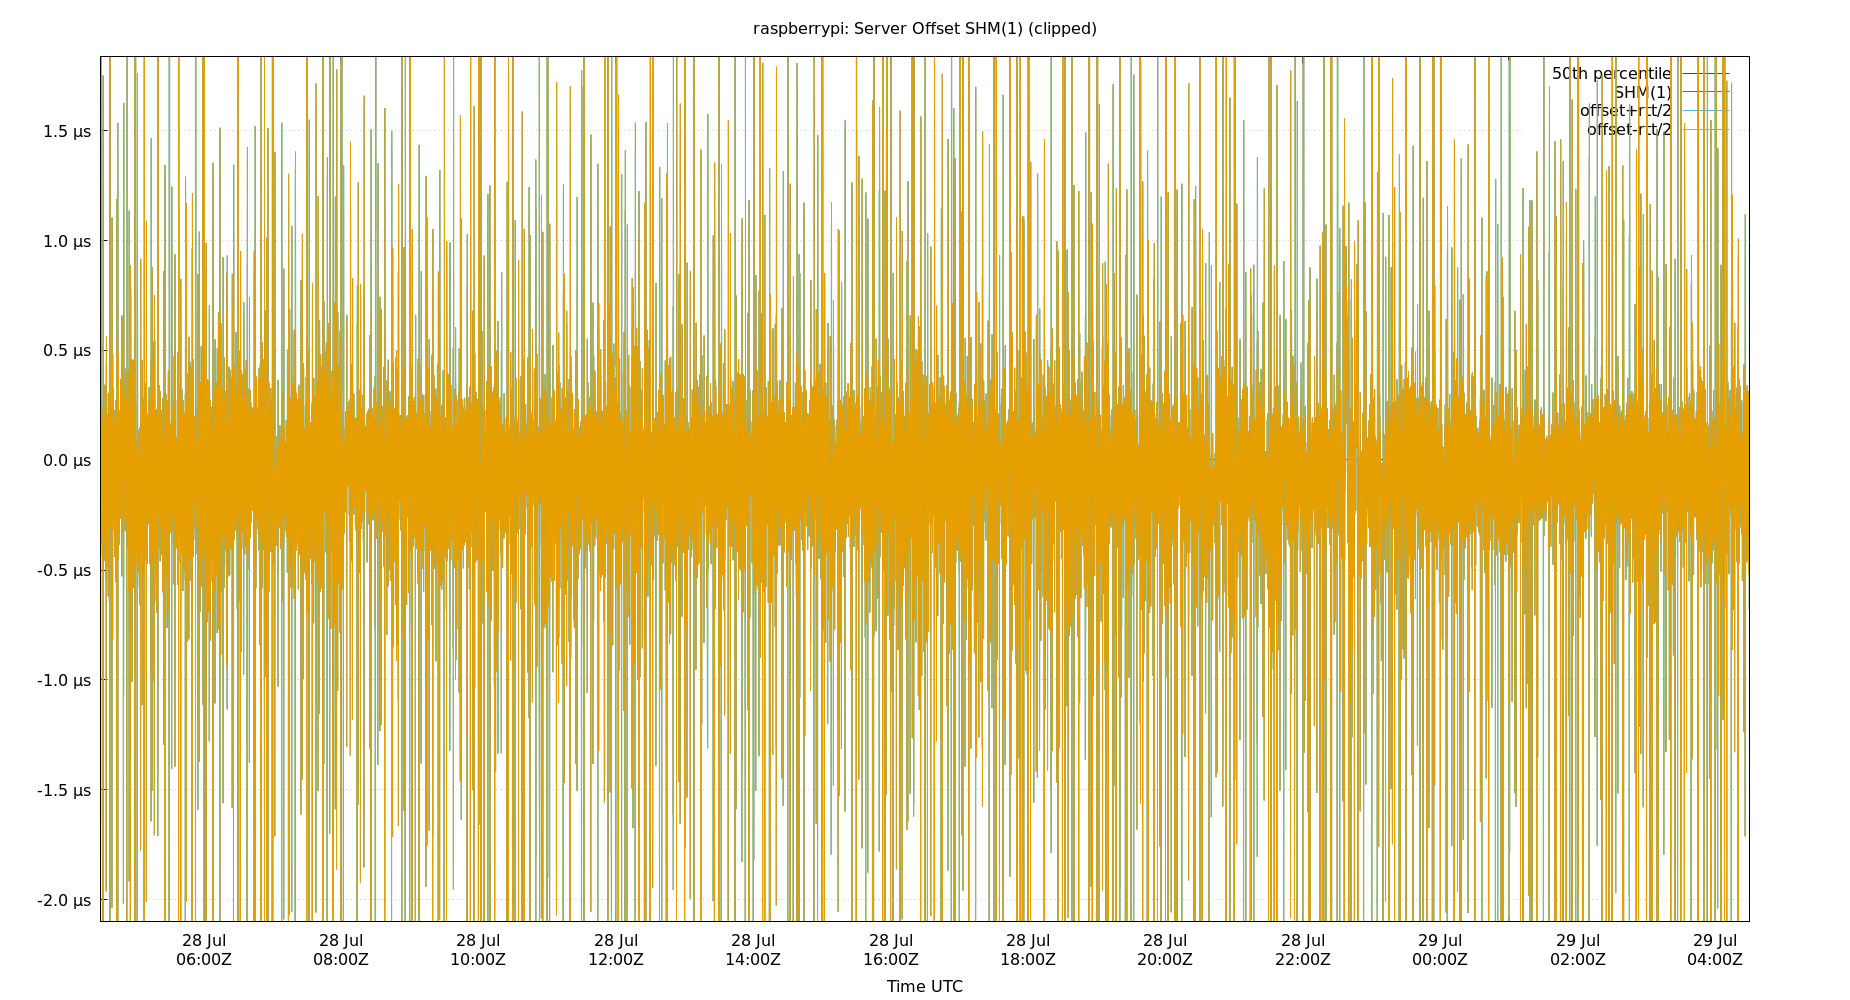 raspberrypi: Server Offset SHM(1) (clipped)
50th percentile
SHM(1)
offset+rtt/2
offset-rtt/2
1.5 µs
1.0 µs
0.5 µs
0.0 µs
-0.5 µs
-1.0 µs
-1.5 µs
-2.0 µs
28 Jul 28 Jul 28 Jul 28 Jul 28 Jul 28 Jul 28 Jul 28 Jul 28 Jul 29 Jul 29 Jul 29 Jul
06:00Z 08:00Z 10:00Z 12:00Z 14:00Z 16:00Z 18:00Z 20:00Z 22:00Z 00:00Z 02:00Z 04:00Z
Time UTC